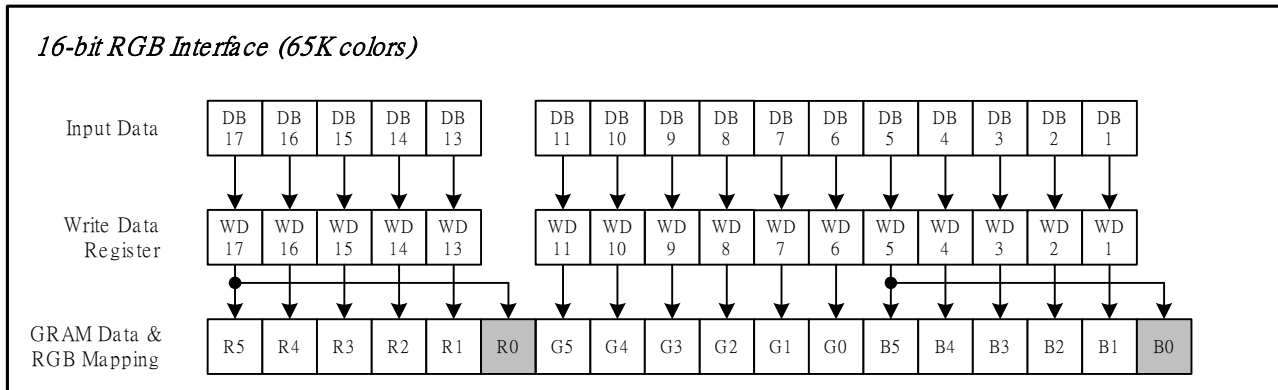 16-bit RGB Interface (65K colors)
Input Data DB 17 DB 16 DB 15 DB 14 DB 13 DB 11 DB 10 DB 9 DB 8 DB 7 DB 6 DB 5 DB 4 DB 3 DB 2 DB 1
Write Data Register WD 17 WD 16 WD 15 WD 14 WD 13 WD 11 WD 10 WD 9 WD 8 WD 7 WD 6 WD 5 WD 4 WD 3 WD 2 WD 1
GRAM Data & RGB Mapping R5 R4 R3 R2 R1 R0 G5 G4 G3 G2 G1 G0 B5 B4 B3 B2 B1 B0